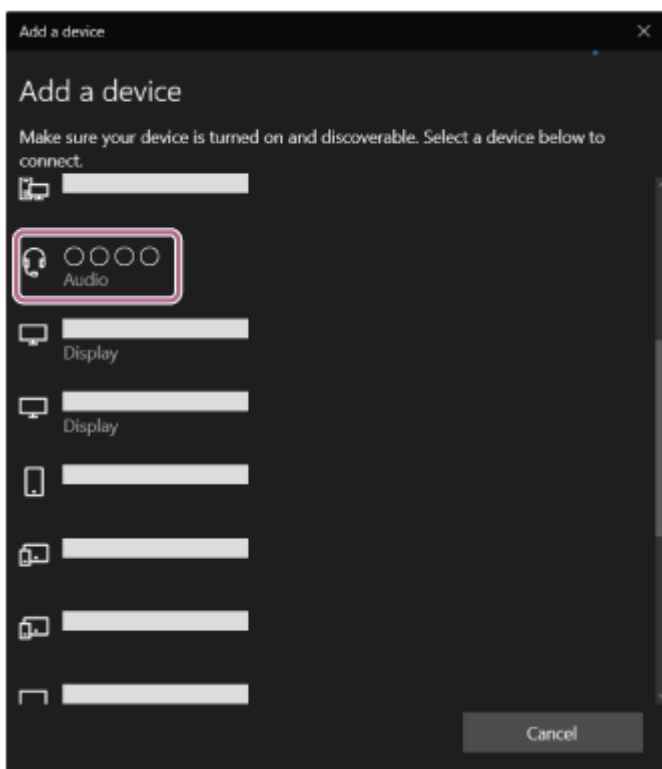 Add a device
Add a device
Make sure your device is turned on and discoverable. Select a device below to
connect.
○○○○
Audio
Display
Display
Cancel